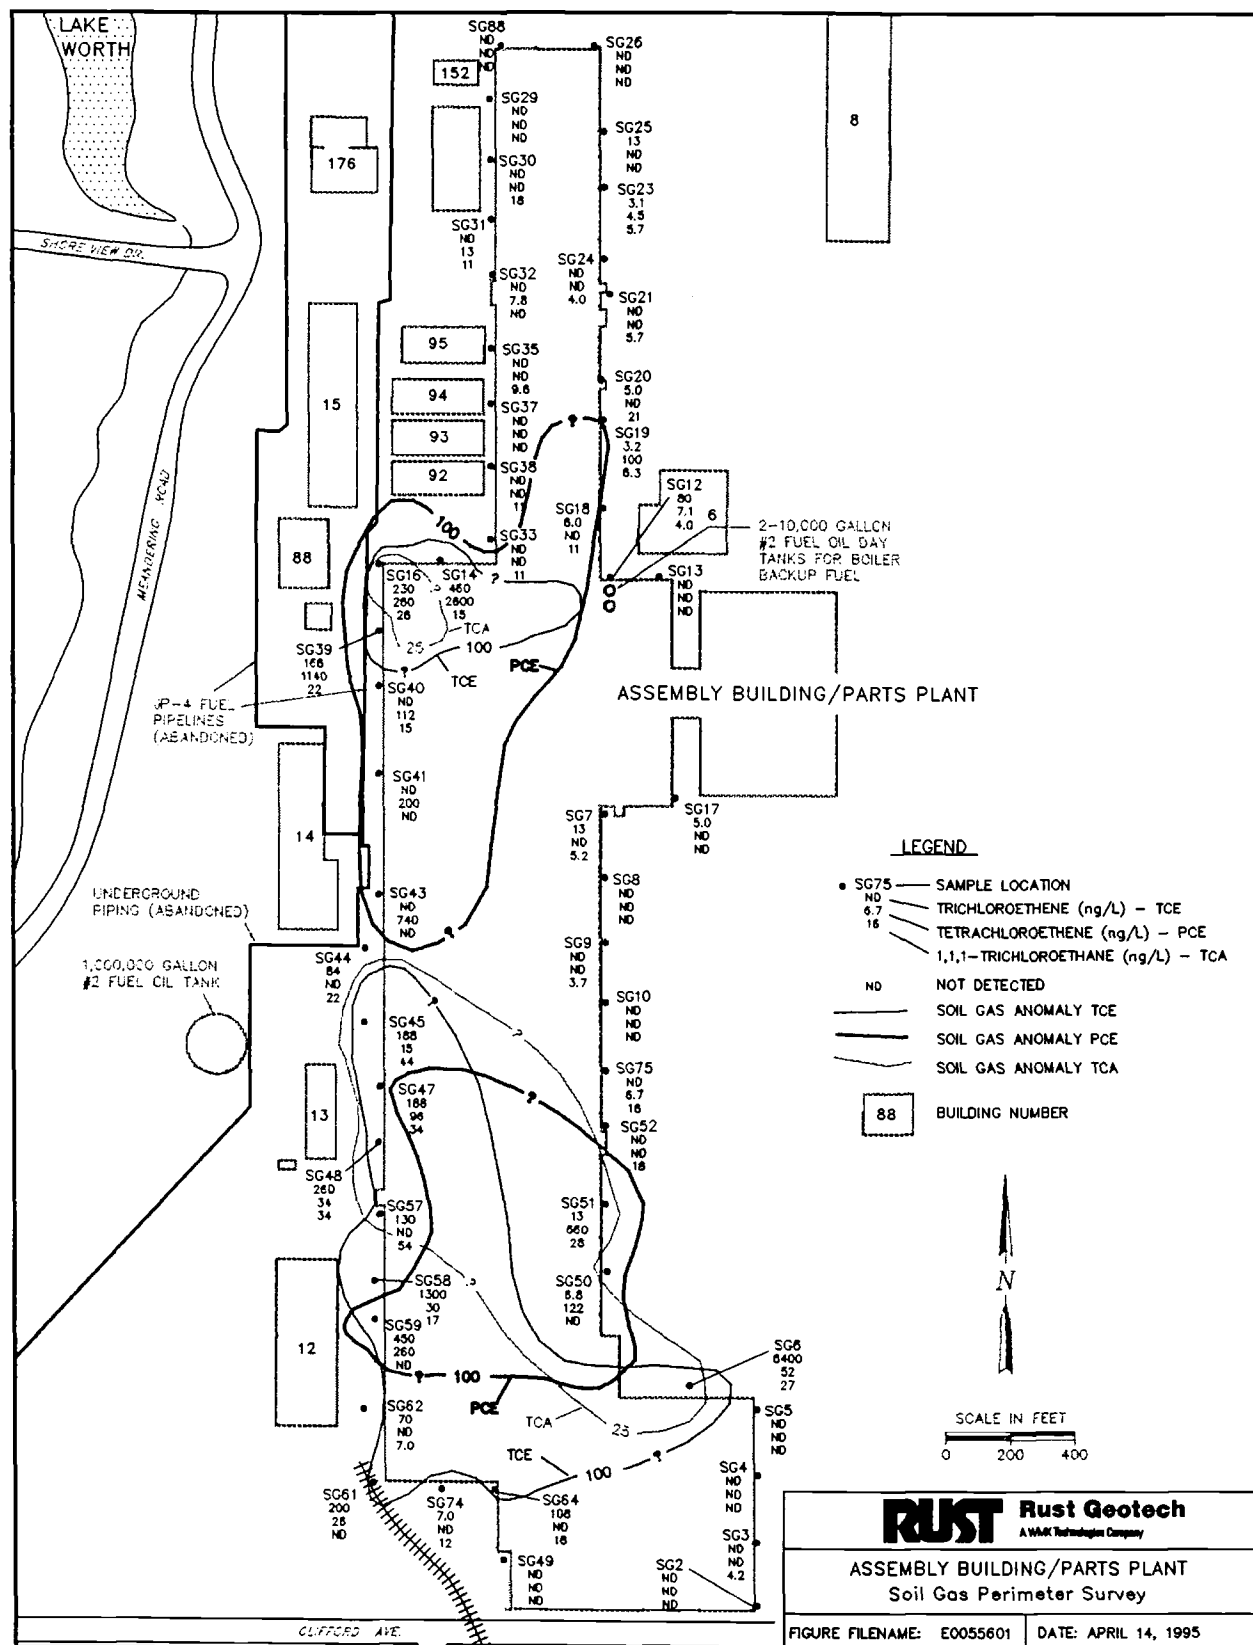 LAKE
WORTH
SG88
ND
ND
ND
SG26
ND
ND
ND
152
SG29
ND
ND
ND
8
SG25
13
ND
ND
176
SG30
ND
ND
18
SG23
3.1
4.5
5.7
SG31
ND
13
11
SHORE VIEW DR.
SG24
ND
ND
4.0
SG32
ND
7.8
ND
SG21
ND
ND
5.7
95
SG35
ND
ND
9.6
SG20
5.0
ND
21
94
15
SG37
ND
ND
ND
93
SG19
3.2
100
6.3
92
SG38
ND
ND
11
SG12
80
7.1
4.0
6
MEANDERING ROAD
100
SG18
6.0
ND
11
2-10,000 GALLON
#2 FUEL OIL DAY
TANKS FOR BOILER
BACKUP FUEL
88
SG33
ND
ND
11
SG16
230
260
26
SG14
460
2600
15
?
SG13
ND
ND
ND
TCA
25
100
SG39
168
1140
22
TCE
PCE
SG40
ND
112
15
ASSEMBLY BUILDING/PARTS PLANT
JP-4 FUEL
PIPELINES
(ABANDONED)
SG41
ND
200
ND
SG17
5.0
ND
ND
SG7
13
ND
5.2
14
LEGEND
SG75
ND
6.7
16
SAMPLE LOCATION
TRICHLOROETHENE (ng/L) - TCE
TETRACHLOROETHENE (ng/L) - PCE
1,1,1-TRICHLOROETHANE (ng/L) - TCA
ND NOT DETECTED
SOIL GAS ANOMALY TCE
SOIL GAS ANOMALY PCE
SOIL GAS ANOMALY TCA
88 BUILDING NUMBER
SG8
ND
ND
ND
UNDERGROUND
PIPING (ABANDONED)
SG43
ND
740
ND
SG9
ND
ND
3.7
SG44
84
ND
22
1,000,000 GALLON
#2 FUEL OIL TANK
SG10
ND
ND
ND
SG45
188
15
44
?
SG75
ND
6.7
16
SG47
188
96
34
?
13
SG52
ND
ND
18
SG48
260
34
34
SG57
130
ND
54
SG51
13
660
28
N
SG58
1300
30
17
SG50
6.8
122
ND
SG59
450
260
ND
12
SG6
6400
52
27
100
PCE
SG62
70
ND
7.0
TCA
25
SG5
ND
ND
ND
SCALE IN FEET
0 200 400
TCE
100
SG4
ND
ND
ND
SG61
200
28
ND
SG74
7.0
ND
12
SG64
108
ND
16
SG3
ND
ND
4.2
SG49
ND
ND
ND
SG2
ND
ND
ND
CLIFFORD AVE.
RUST Rust Geotech
A WMX Technologies Company
ASSEMBLY BUILDING/PARTS PLANT
Soil Gas Perimeter Survey
FIGURE FILENAME: E0055601
DATE: APRIL 14, 1995